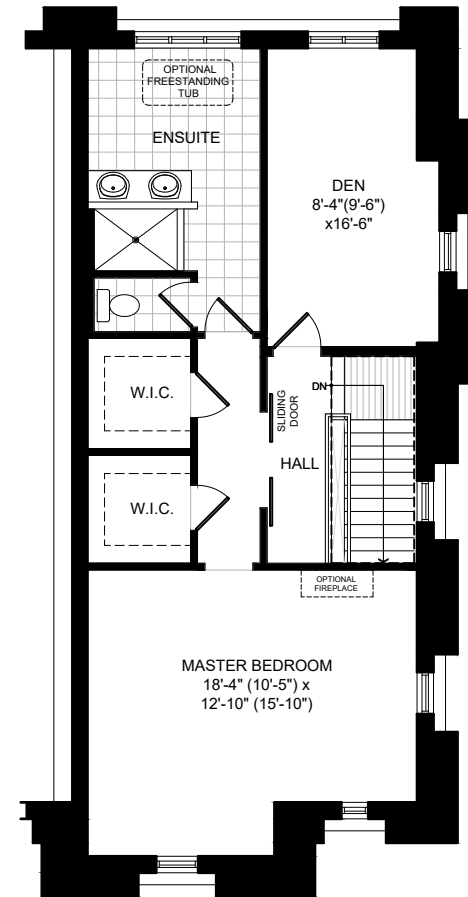 OPTIONAL
FREESTANDING
TUB
ENSUITE
DEN
8'-4"(9'-6")
x16'-6"
W.I.C.
SLIDING
DOOR
DN
HALL
W.I.C.
OPTIONAL
FIREPLACE
MASTER BEDROOM
18'-4" (10'-5") x
12'-10" (15'-10")